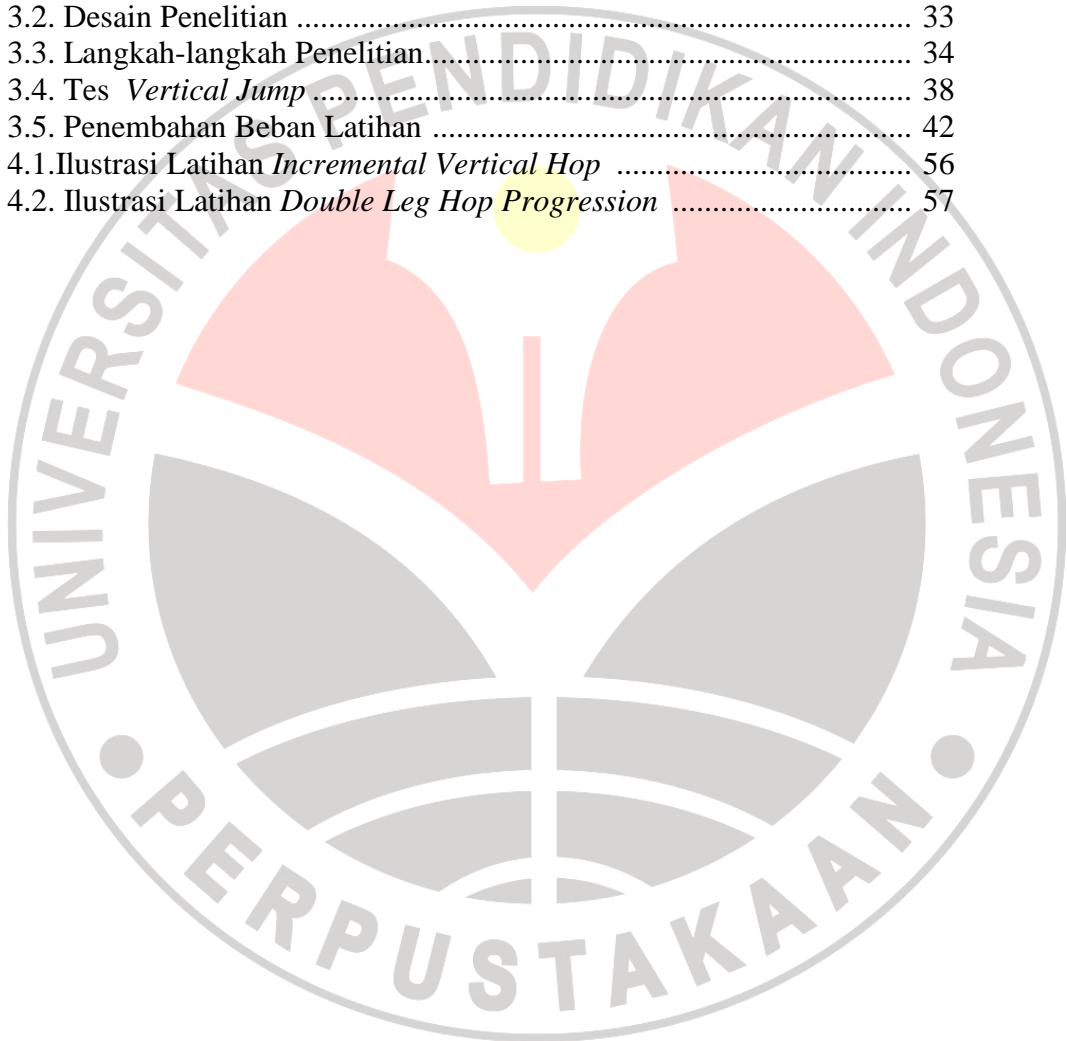 3.2. Desain Penelitian ........................................................................... 33
3.3. Langkah-langkah Penelitian........................................................... 34
3.4. Tes Vertical Jump ......................................................................... 38
3.5. Penembahan Beban Latihan .......................................................... 42
4.1.Ilustrasi Latihan Incremental Vertical Hop .................................... 56
4.2. Ilustrasi Latihan Double Leg Hop Progression ............................. 57
UNIVERSITAS PENDIDIKAN INDONESIA
PERPUSTAKAAN